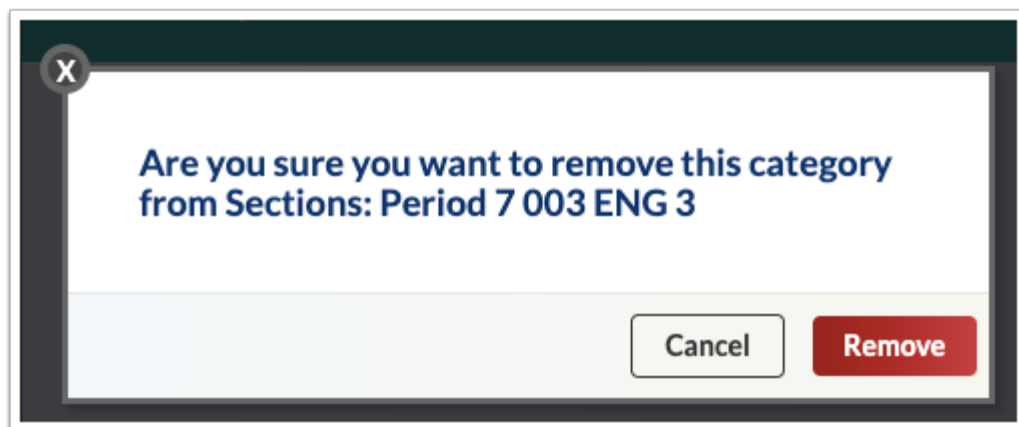 X
Are you sure you want to remove this category
from Sections: Period 7 003 ENG 3
Cancel
Remove